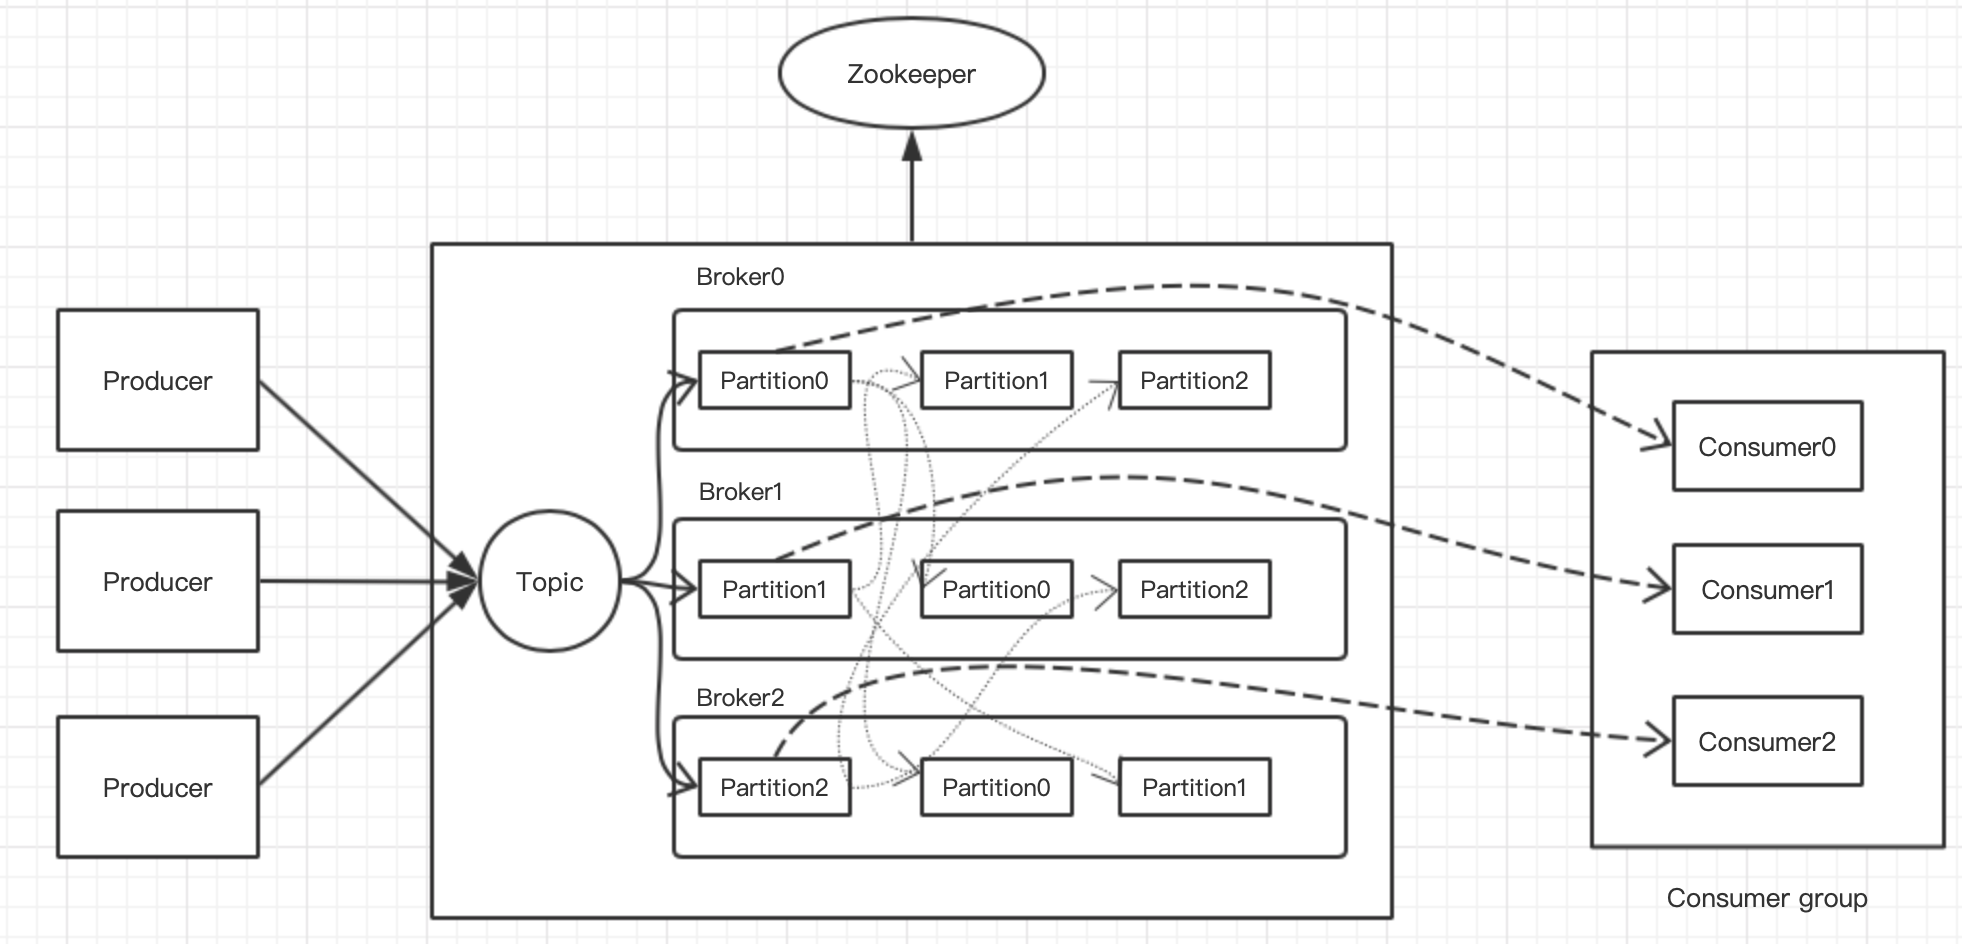 Zookeeper
Producer
Producer
Producer
Topic
Broker0
Partition0
Partition1
Partition2
Broker1
Partition1
Partition0
Partition2
Broker2
Partition2
Partition0
Partition1
Consumer0
Consumer1
Consumer2
Consumer group